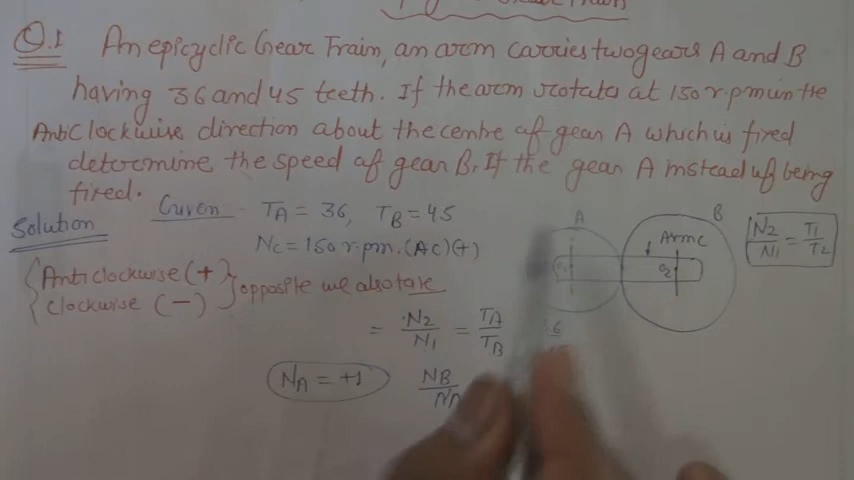 Q.1 An epicyclic Gear Train, an arm carries two gears A and B
having 36 and 45 teeth. If the arm rotates at 150 r.pm in the
AntiClockwise direction about the centre of gear A which is fixed
determine the speed of gear B, If the gear A instead of being
fixed.
Solution
Given TA = 36, TB = 45
NC = 150 r.pm. (AC) (+)
Anticlockwise (+)
Clockwise (-)
opposite we also take
A
B
Arm C
N2/N1 = T1/T2
= N2/N1 = TA/TB
NA = +1
NB/NA